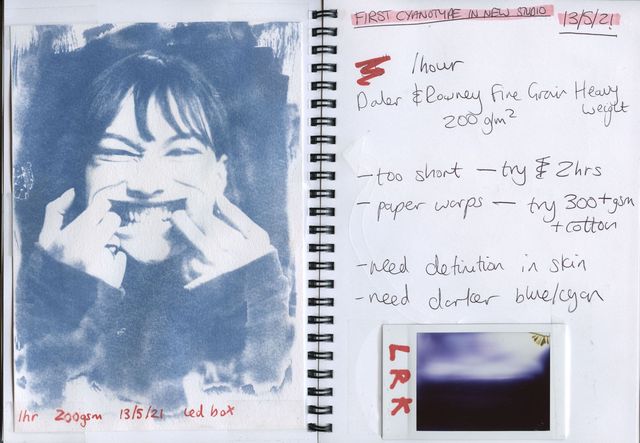 1hr 200gsm 13/5/21 led box
FIRST CYANOTYPE IN NEW STUDIO 13/5/21
1hour
Daler & Rowney Fine Grain Heavy
weight
200g/m²
- too short - try 2hrs
- paper warps - try 300+gsm
+ cotton
- need definition in skin
- need darker blue/cyan
LRK